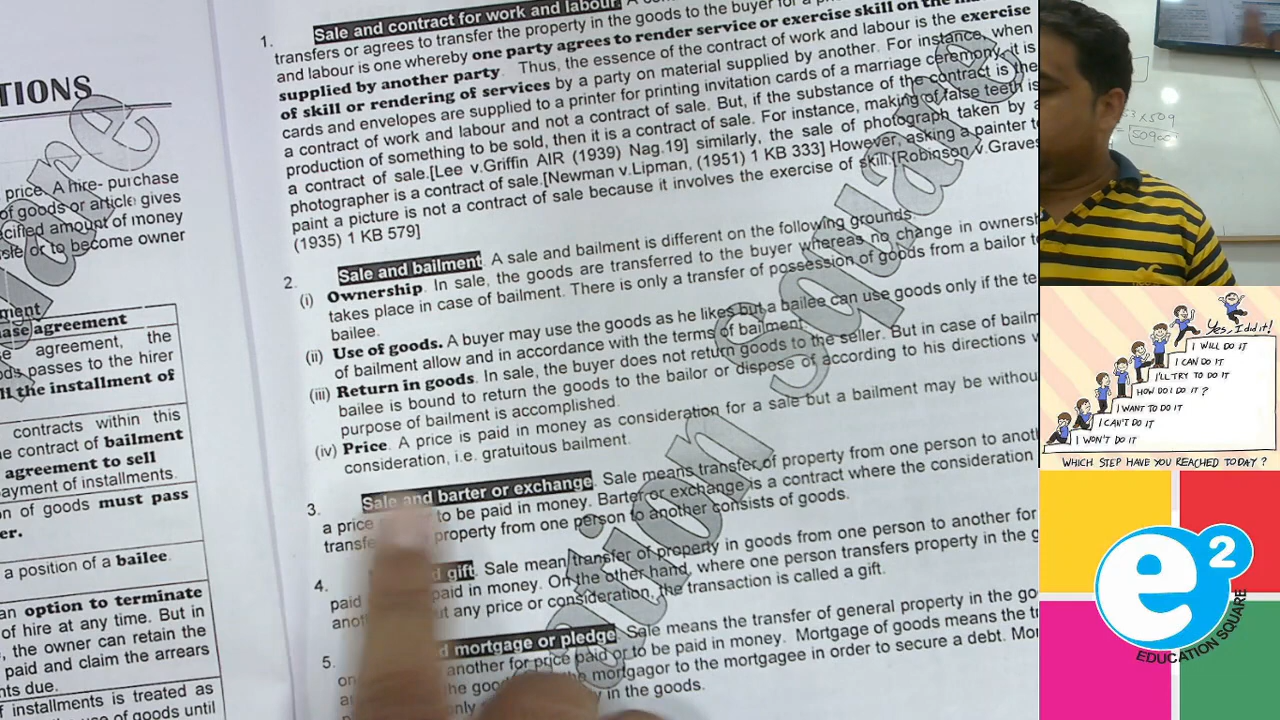 TIONS
price. A hire- purchase
of goods or article gives
cified amount of money
or to become owner
ment
ase agreement
agreement, the
ods passes to the hirer
ll the installment of
contracts within this
contract of bailment
agreement to sell
payment of installments.
on of goods must pass
er.
a position of a bailee.
an option to terminate
of hire at any time. But in
, the owner can retain the
paid and claim the arrears
nts due.
f installments is treated as
use of goods until
1. Sale and contract for work and labour.
transfers or agrees to transfer the property in the goods to the buyer for a
and labour is one whereby one party agrees to render service or exercise skill on the
supplied by another party. Thus, the essence of the contract of work and labour is the exercise
of skill or rendering of services by a party on material supplied by another. For instance, when
cards and envelopes are supplied to a printer for printing invitation cards of a marriage ceremony, it is
a contract of work and labour and not a contract of sale. But, if the substance of the contract is the
production of something to be sold, then it is a contract of sale. For instance, making of false teeth is
a contract of sale.[Lee v.Griffin AIR (1939) Nag.19] similarly, the sale of photograph taken by a
photographer is a contract of sale.[Newman v.Lipman, (1951) 1 KB 333] However, asking a painter
paint a picture is not a contract of sale because it involves the exercise of skill.[Robinson v.Graves
(1935) 1 KB 579]
2. Sale and bailment. A sale and bailment is different on the following grounds.
(i) Ownership. In sale, the goods are transferred to the buyer whereas no change in ownersh
takes place in case of bailment. There is only a transfer of possession of goods from a bailor
bailee.
(ii) Use of goods. A buyer may use the goods as he likes but a bailee can use goods only if the te
of bailment allow and in accordance with the terms of bailment.
(iii) Return in goods. In sale, the buyer does not return goods to the seller. But in case of bailm
bailee is bound to return the goods to the bailor or dispose of according to his directions
purpose of bailment is accomplished.
(iv) Price. A price is paid in money as consideration for a sale but a bailment may be withou
consideration, i.e. gratuitous bailment.
3. Sale and barter or exchange. Sale means transfer of property from one person to anot
a price to be paid in money. Barter or exchange is a contract where the consideration
transfe property from one person to another consists of goods.
4. gift. Sale mean transfer of property in goods from one person to another for
paid paid in money. On the other hand, where one person transfers property in the g
anot any price or consideration, the transaction is called a gift.
5. mortgage or pledge. Sale means the transfer of general property in the go
on another for price paid or to be paid in money. Mortgage of goods means the
the mortgagor to the mortgagee in order to secure a debt. Mor
in the goods.
Square
ion Square
509
Yes, I did it!
I WILL DO IT
I CAN DO IT
I'LL TRY TO DO IT
HOW DO I DO IT?
I WANT TO DO IT
I CAN'T DO IT
I WON'T DO IT
WHICH STEP HAVE YOU REACHED TODAY?
e2
EDUCATION SQUARE